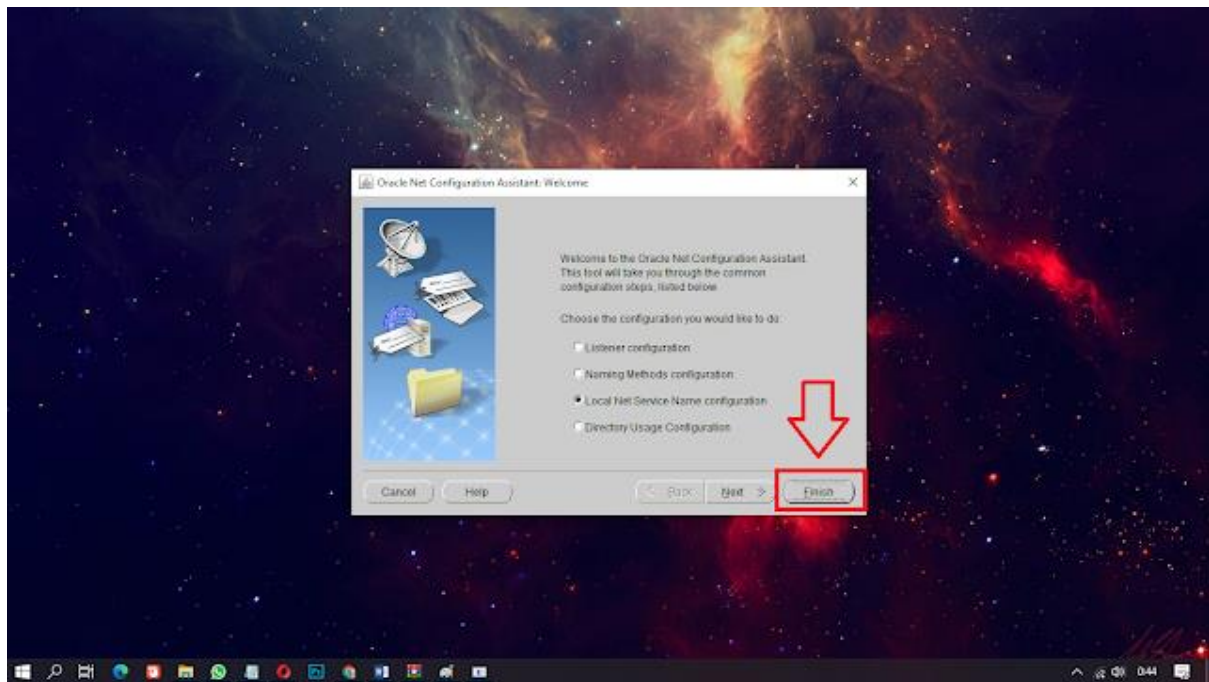 Oracle Net Configuration Assistant: Welcome
Welcome to the Oracle Net Configuration Assistant.
This tool will take you through the common
configuration steps, listed below
Choose the configuration you would like to do:
Listener configuration
Naming Methods configuration
Local Net Service Name configuration
Directory Usage Configuration
Cancel
Help
Back
Next
Finish
0:44